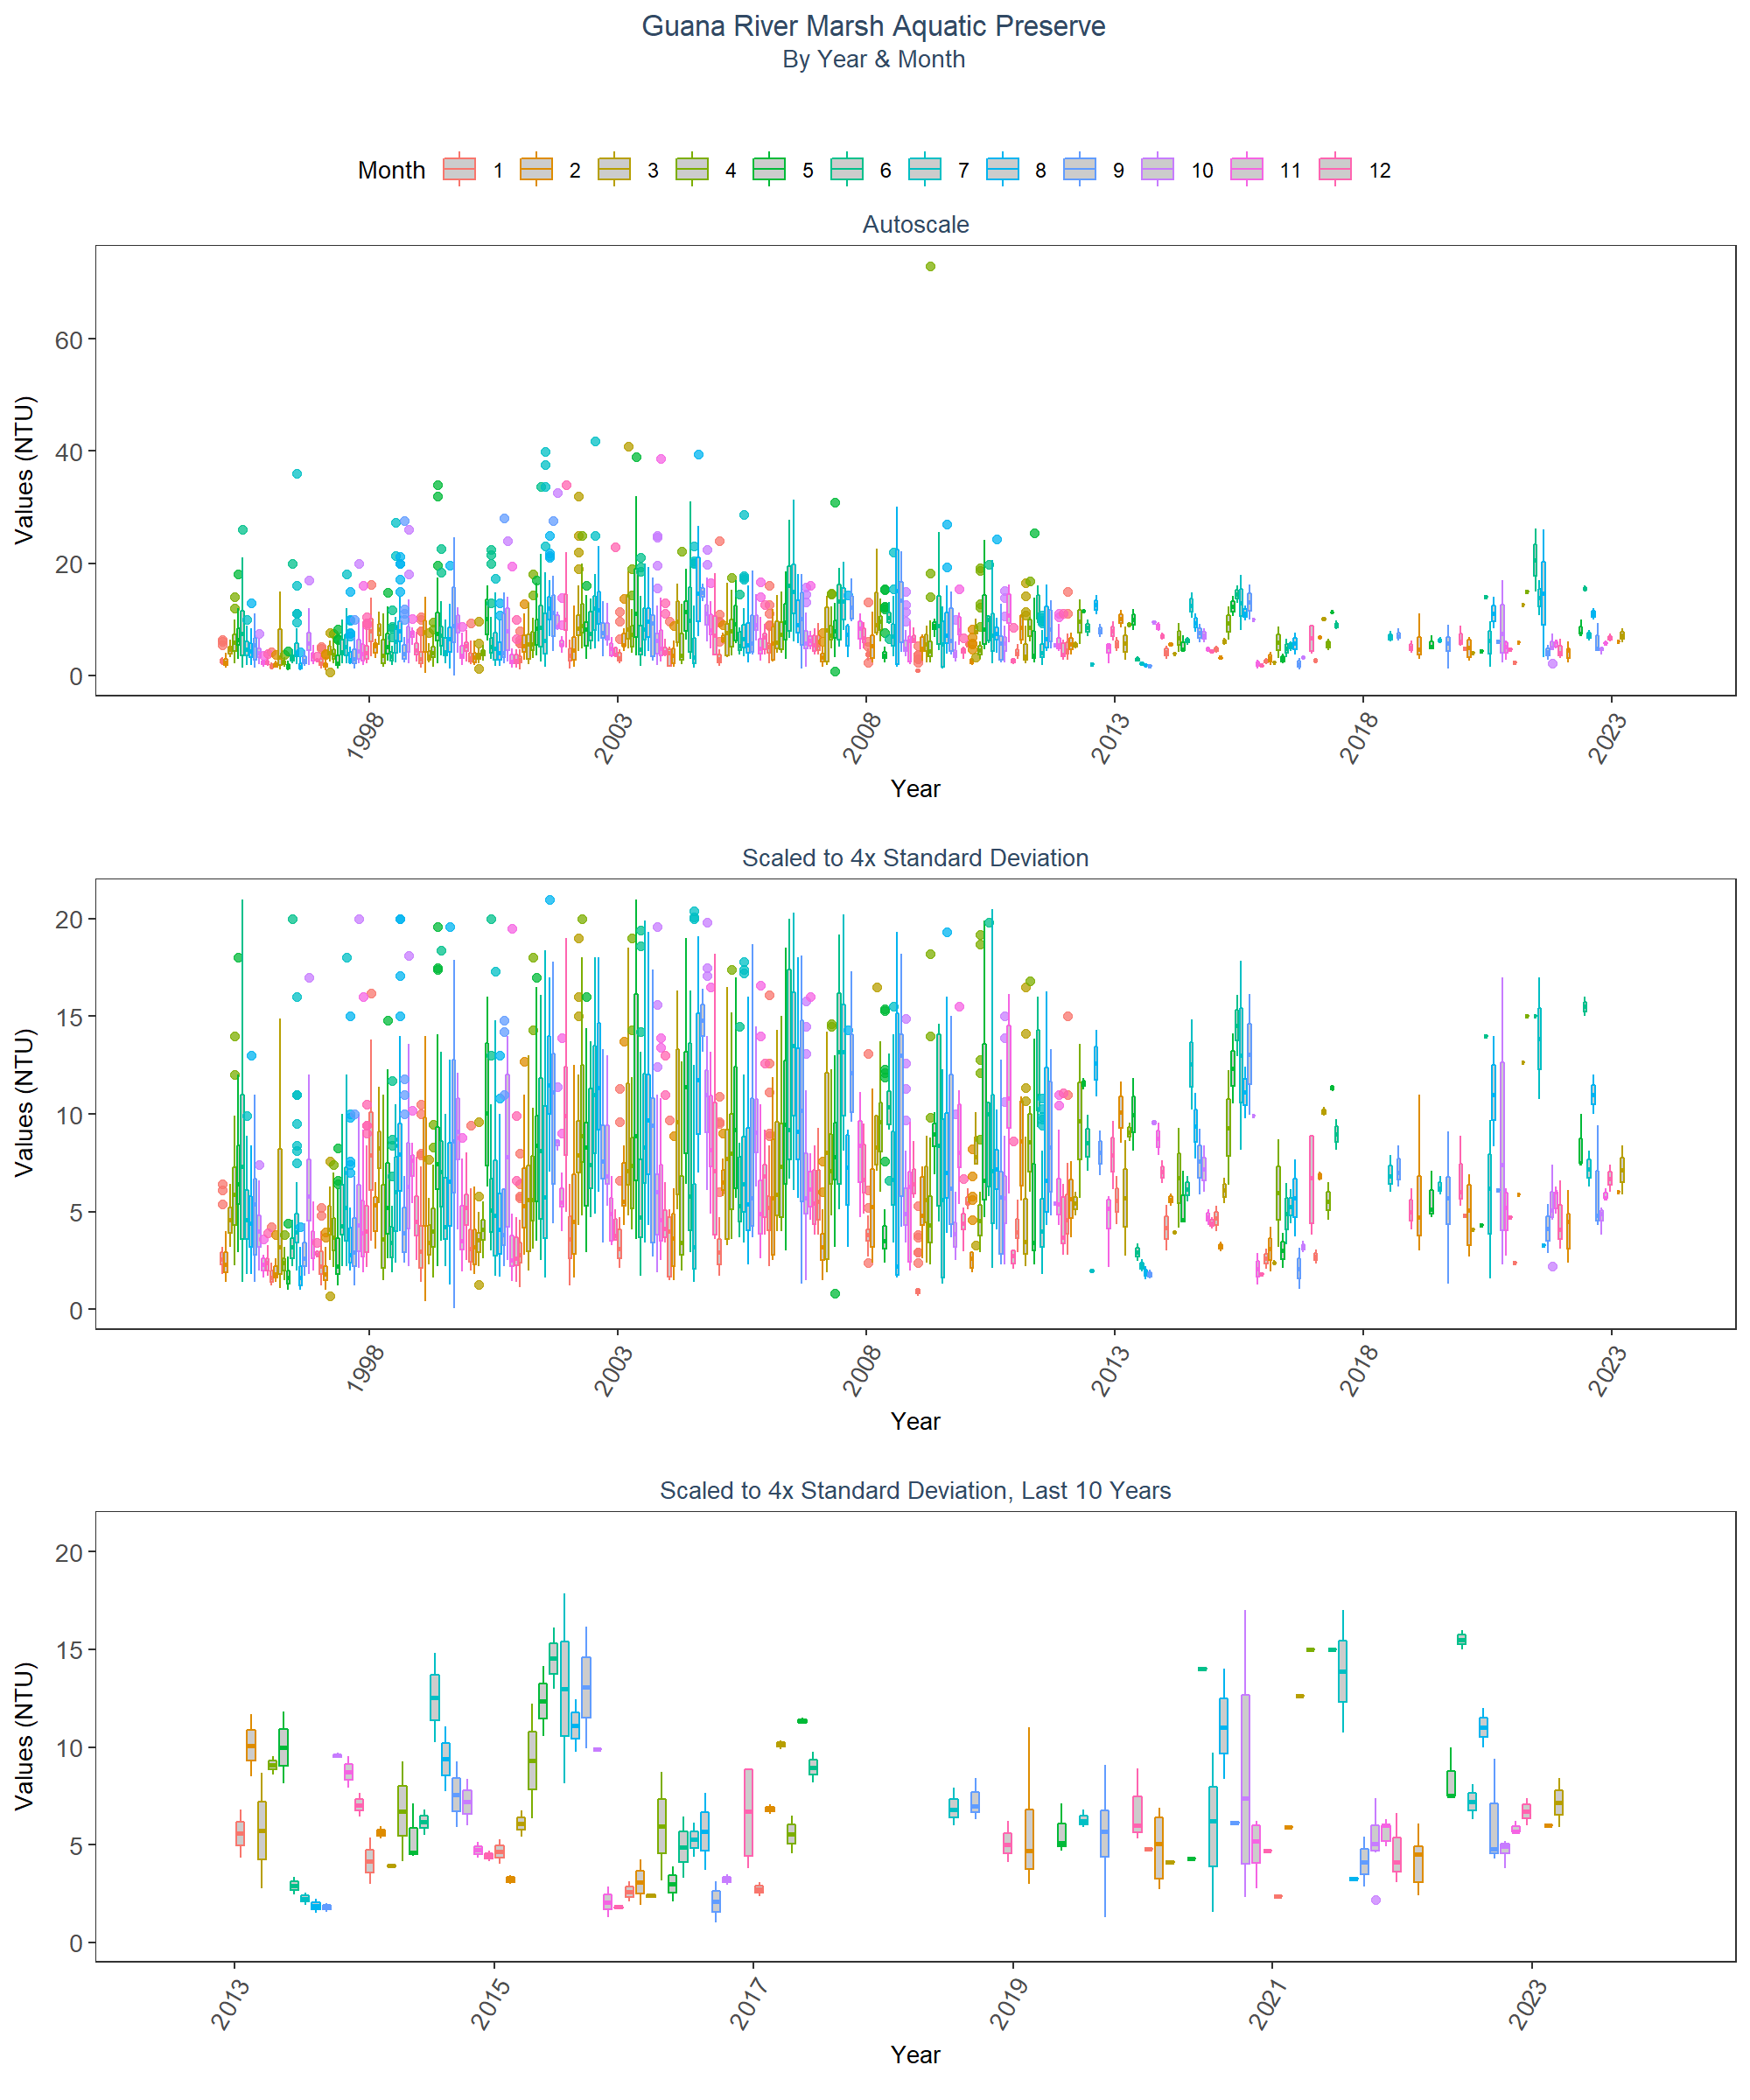 Guana River Marsh Aquatic Preserve
By Year & Month
Month 1 2 3 4 5 6 7 8 9 10 11 12
Autoscale
Values (NTU)
60
40
20
0
1998 2003 2008 2013 2018 2023
Year
Scaled to 4x Standard Deviation
Values (NTU)
20
15
10
5
0
1998 2003 2008 2013 2018 2023
Year
Scaled to 4x Standard Deviation, Last 10 Years
Values (NTU)
20
15
10
5
0
2013 2015 2017 2019 2021 2023
Year